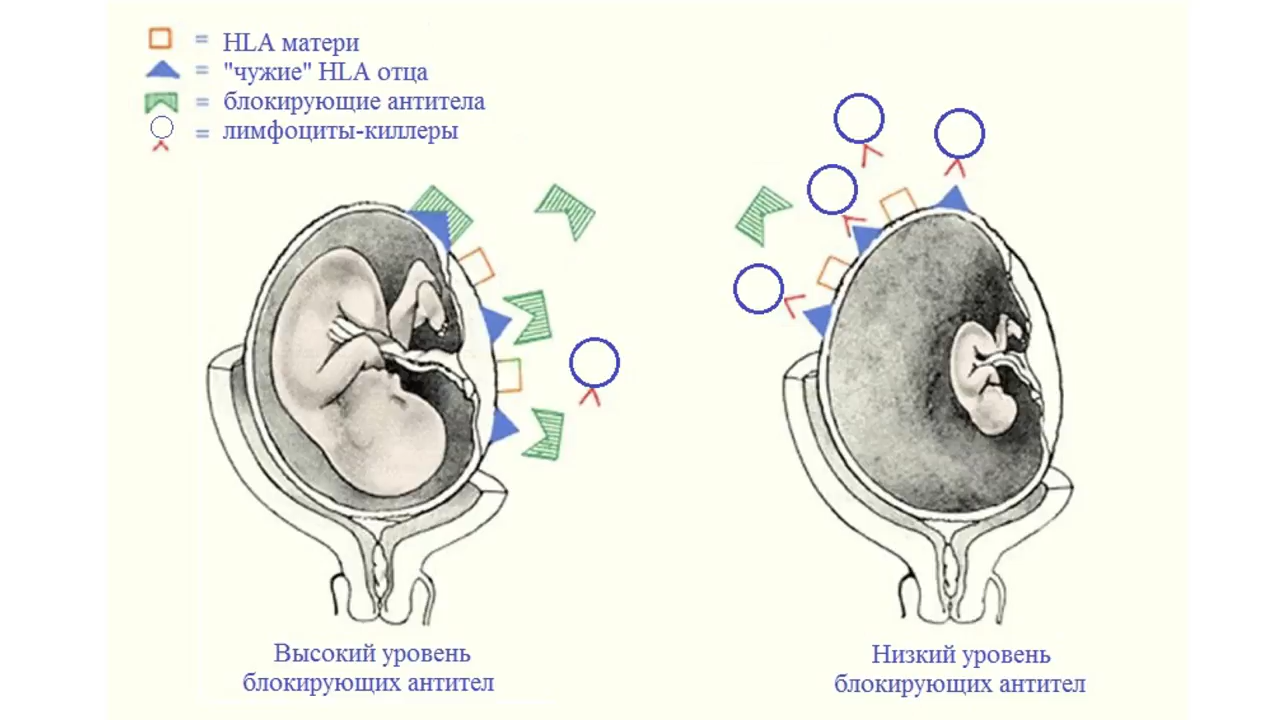 = HLA матери
= "чужие" HLA отца
= блокирующие антитела
= лимфоциты-киллеры
Высокий уровень
блокирующих антител
Низкий уровень
блокирующих антител